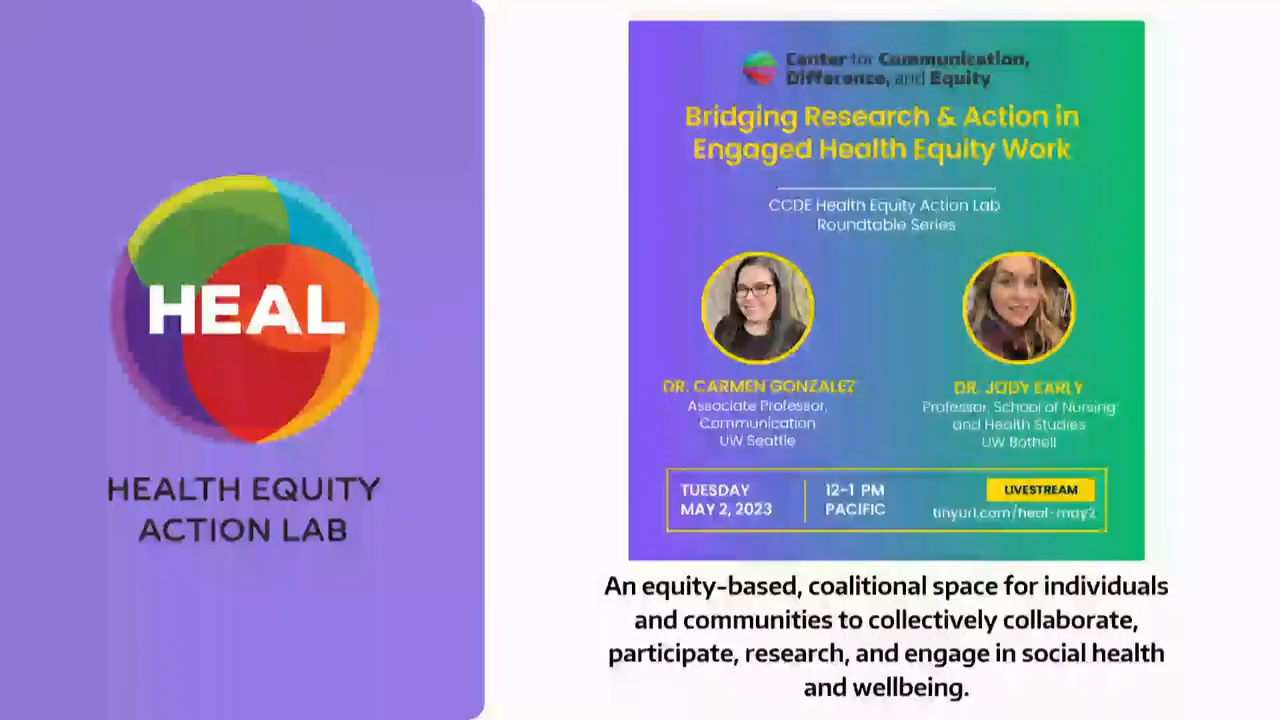 HEAL
HEALTH EQUITY
ACTION LAB
Center for Communication,
Difference, and Equity
Bridging Research & Action in
Engaged Health Equity Work
CCDE Health Equity Action Lab
Roundtable Series
DR. CARMEN GONZALEZ
Associate Professor,
Communication
UW Seattle
DR. JODY EARLY
Professor, School of Nursing
and Health Studies
UW Bothell
TUESDAY
MAY 2, 2023
12-1 PM
PACIFIC
LIVESTREAM
tinyurl.com/heal-may2
An equity-based, coalitional space for individuals
and communities to collectively collaborate,
participate, research, and engage in social health
and wellbeing.